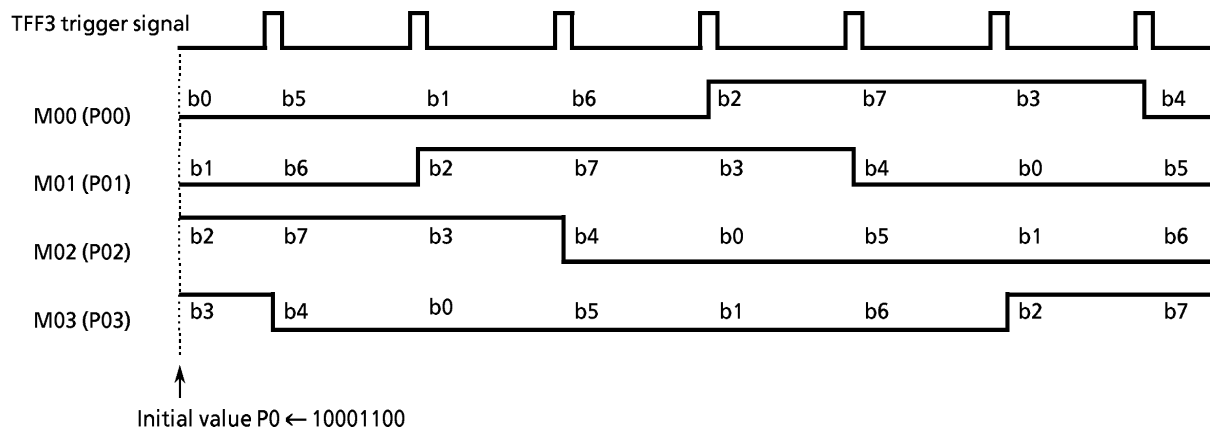 TFF3 trigger signal
M00 (P00) b0 b5 b1 b6 b2 b7 b3 b4
M01 (P01) b1 b6 b2 b7 b3 b4 b0 b5
M02 (P02) b2 b7 b3 b4 b0 b5 b1 b6
M03 (P03) b3 b4 b0 b5 b1 b6 b2 b7
Initial value P0 ← 10001100